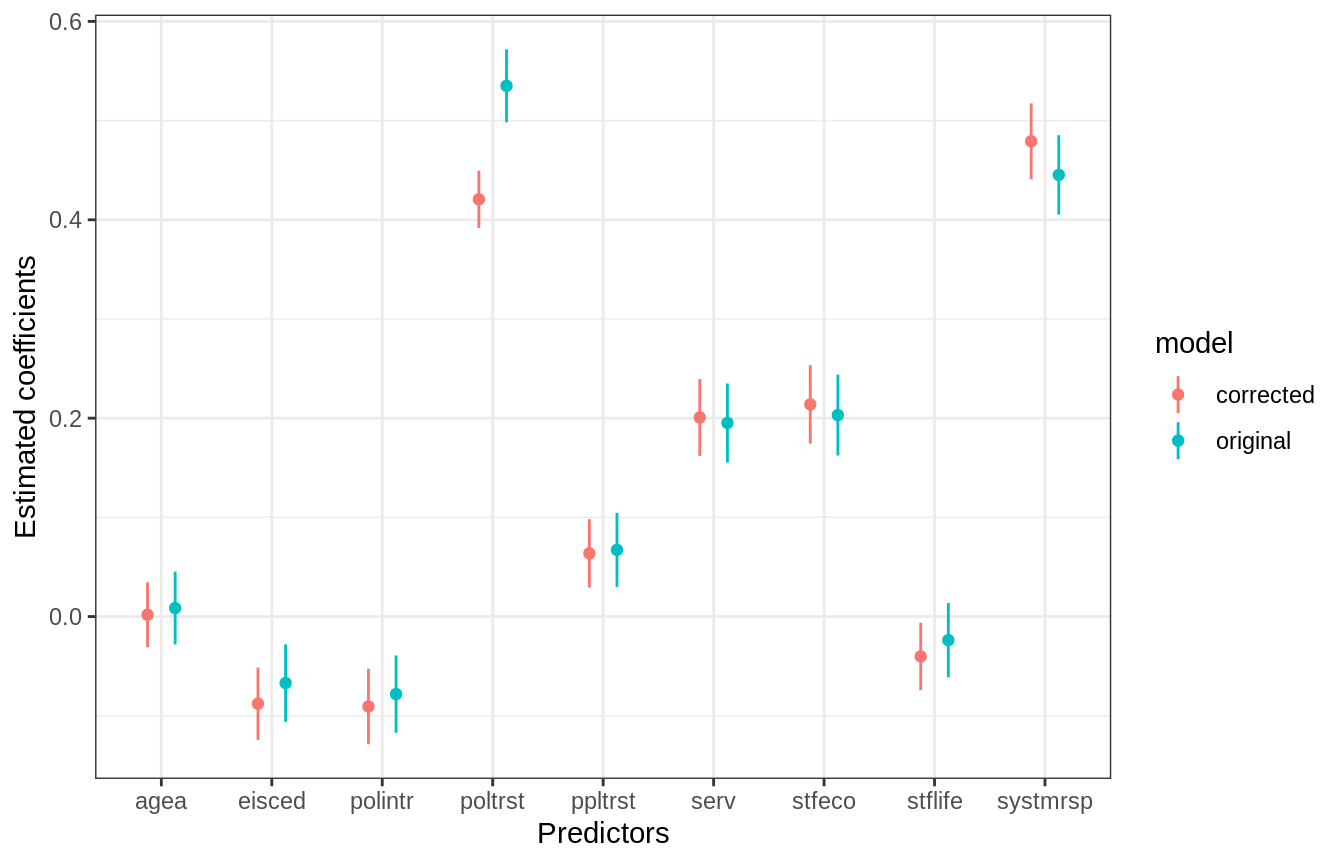 0.6
0.4
0.2
0.0
Estimated coefficients
agea eisced polintr poltrst ppltrst serv stfeco stflife systmrsp
Predictors
model
corrected
original